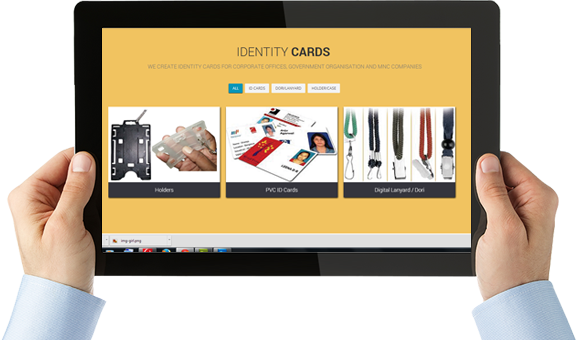 IDENTITY CARDS
WE CREATE IDENTITY CARDS FOR CORPORATE OFFICES, GOVERNMENT ORGANISATION AND MNC COMPANIES
ALL ID CARDS DORI/LANYARD HOLDER/CASE
Holders PVC ID Cards Digital Lanyard / Dori
img-gif.png